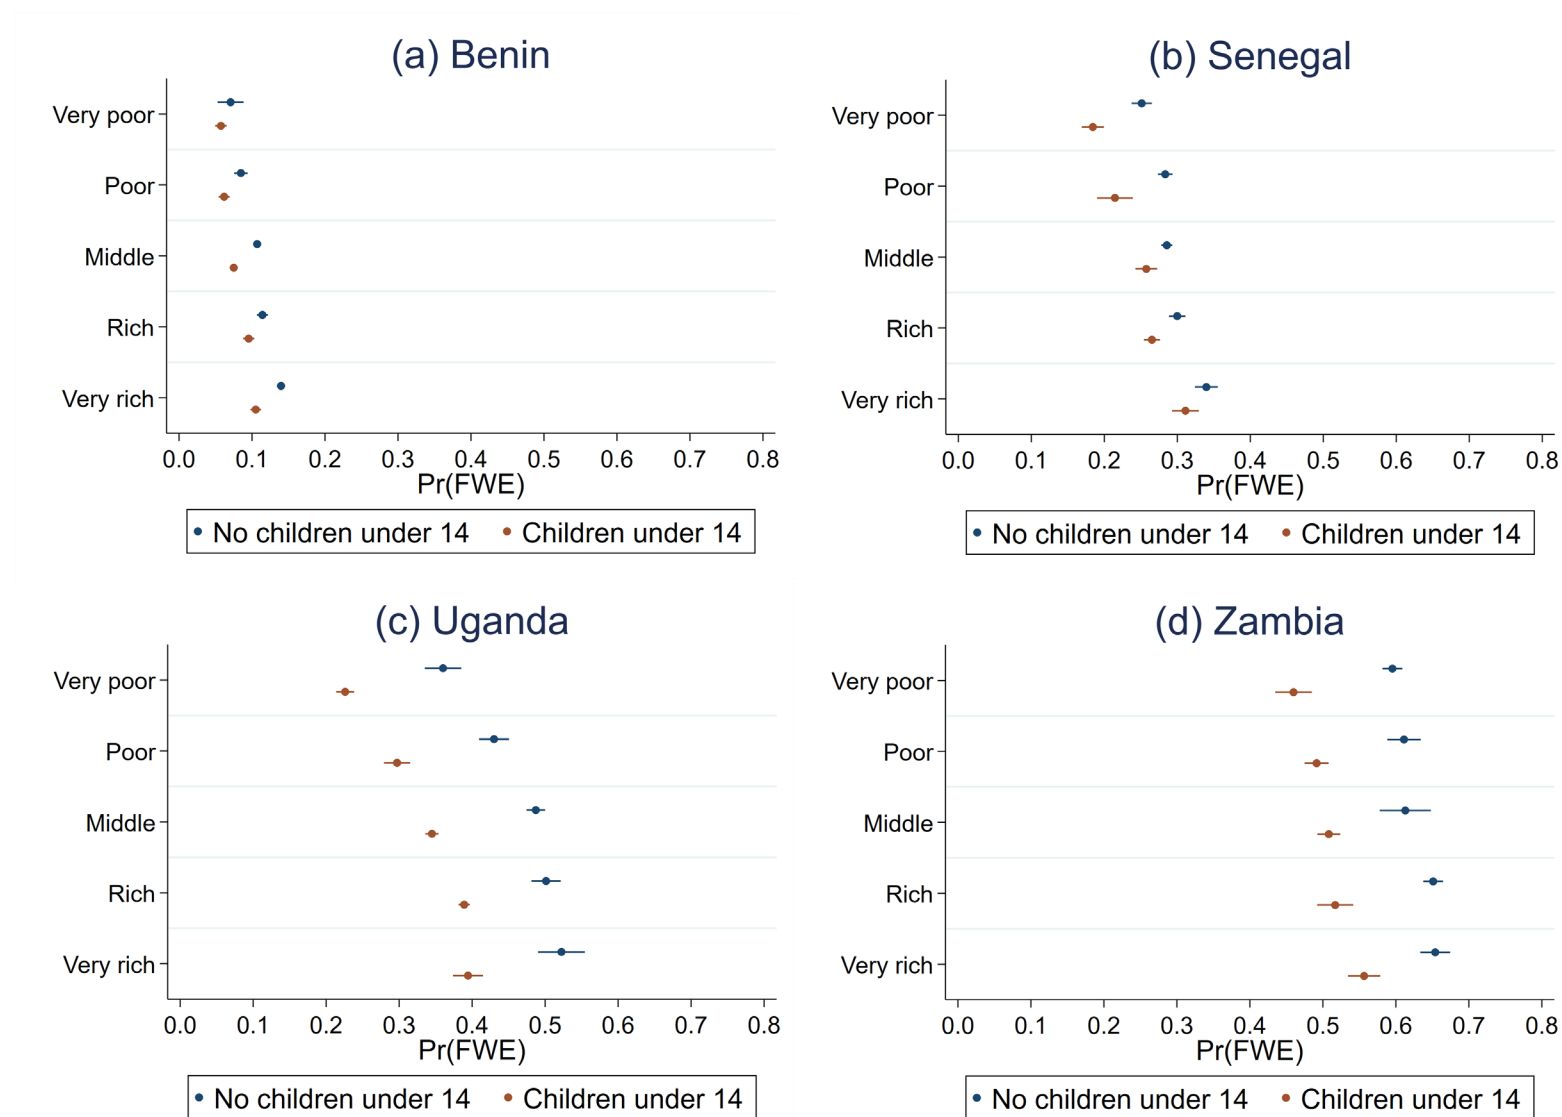 (a) Benin
Very poor
Poor
Middle
Rich
Very rich
0.0 0.1 0.2 0.3 0.4 0.5 0.6 0.7 0.8
Pr(FWE)
No children under 14 Children under 14
(b) Senegal
Very poor
Poor
Middle
Rich
Very rich
0.0 0.1 0.2 0.3 0.4 0.5 0.6 0.7 0.8
Pr(FWE)
No children under 14 Children under 14
(c) Uganda
Very poor
Poor
Middle
Rich
Very rich
0.0 0.1 0.2 0.3 0.4 0.5 0.6 0.7 0.8
Pr(FWE)
No children under 14 Children under 14
(d) Zambia
Very poor
Poor
Middle
Rich
Very rich
0.0 0.1 0.2 0.3 0.4 0.5 0.6 0.7 0.8
Pr(FWE)
No children under 14 Children under 14